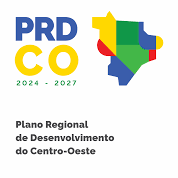 PRD
CO
2024 - 2027
Plano Regional
de Desenvolvimento
do Centro-Oeste